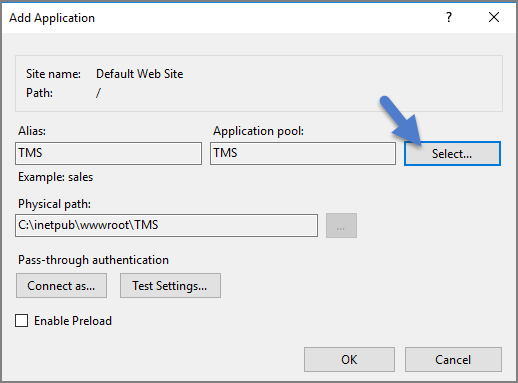 Add Application
?
Site name: Default Web Site
Path: /
Alias: Application pool:
TMS TMS Select...
Example: sales
Physical path:
C:\inetpub\wwwroot\TMS ...
Pass-through authentication
Connect as... Test Settings...
Enable Preload
OK Cancel